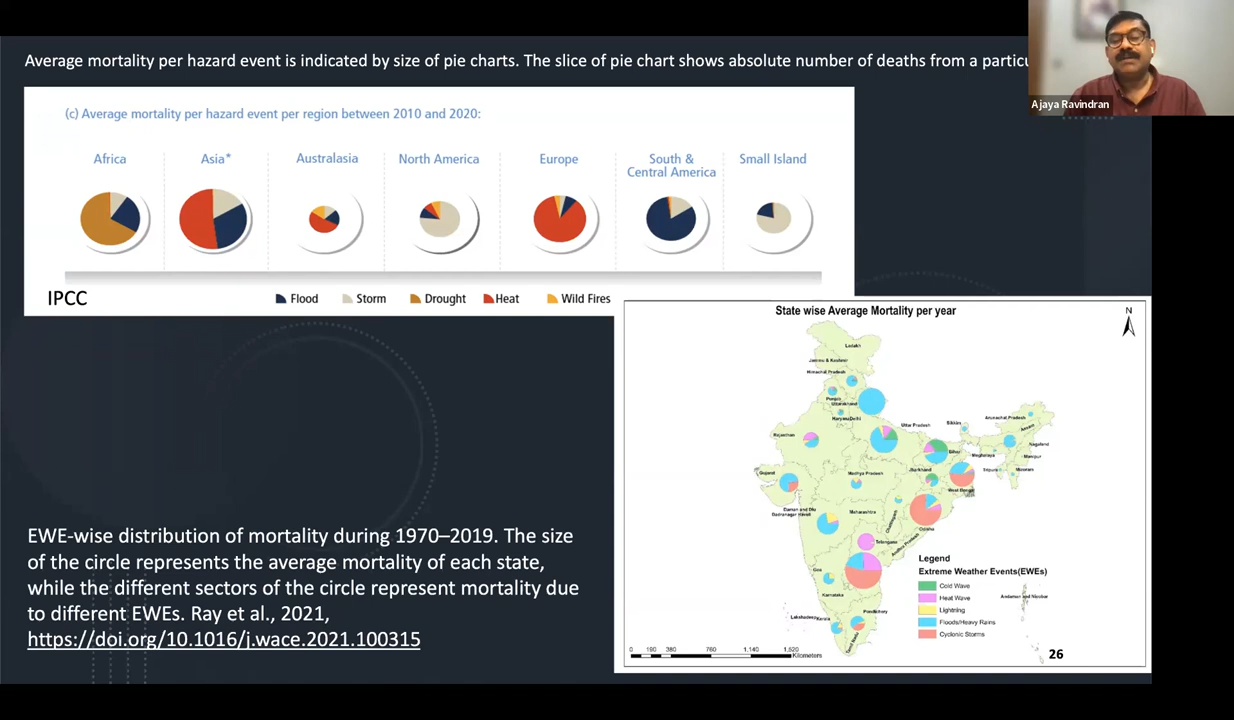 Average mortality per hazard event is indicated by size of pie charts. The slice of pie chart shows absolute number of deaths from a particu
Ajaya Ravindran
(c) Average mortality per hazard event per region between 2010 and 2020:
Africa
Asia*
Australasia
North America
Europe
South &
Central America
Small Island
IPCC
Flood
Storm
Drought
Heat
Wild Fires
State wise Average Mortality per year
N
Ladakh
Jammu & Kashmir
Himachal Pradesh
Punjab
Uttarakhand
Haryana
Delhi
Rajasthan
Uttar Pradesh
Sikkim
Arunachal Pradesh
Assam
Nagaland
Bihar
Meghalaya
Manipur
Gujarat
Madhya Pradesh
Jharkhand
Tripura
Mizoram
West Bengal
Daman and Diu
Dadranagar Haveli
Maharashtra
Chattisgarh
Odisha
Telangana
Andhra Pradesh
Goa
Karnataka
Pondichery
Lakshadeep
Kerala
Tamil Nadu
Andaman and Nicobar
Legend
Extreme Weather Events(EWEs)
Cold Wave
Heat Wave
Lightning
Floods/Heavy Rains
Cyclonic Storms
0 190 380 760 1,140 1,520
Kilometers
26
EWE-wise distribution of mortality during 1970–2019. The size
of the circle represents the average mortality of each state,
while the different sectors of the circle represent mortality due
to different EWEs. Ray et al., 2021,
https://doi.org/10.1016/j.wace.2021.100315